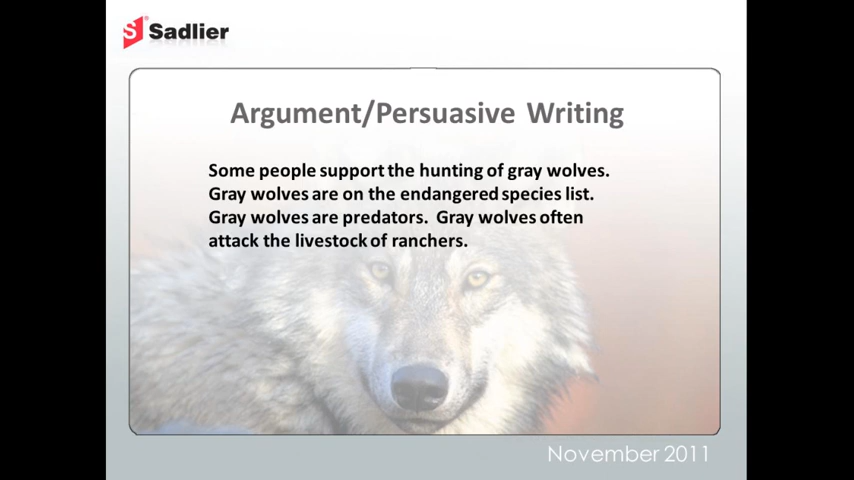 Sadlier
Argument/Persuasive Writing
Some people support the hunting of gray wolves.
Gray wolves are on the endangered species list.
Gray wolves are predators. Gray wolves often
attack the livestock of ranchers.
November 2011